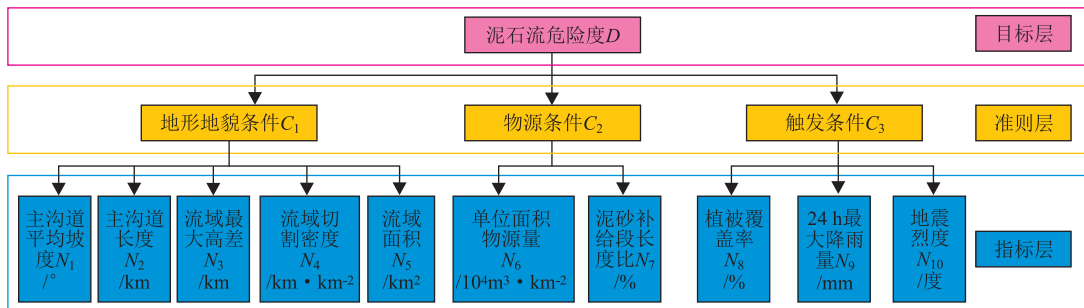 泥石流危险度D
目标层
地形地貌条件C₁
物源条件C₂
触发条件C₃
准则层
主沟道
平均坡
度N₁
/°
主沟道
长度
N₂
/km
流域最
大高差
N₃
/km
流域切
割密度
N₄
/km·km⁻²
流域
面积
N₅
/km²
单位面积
物源量
N₆
/10⁴m³·km⁻²
泥砂补
给段长
度比N₇
/%
植被覆
盖率
N₈
/%
24 h最
大降雨
量N₉
/mm
地震
烈度
N₁₀
/度
指标层